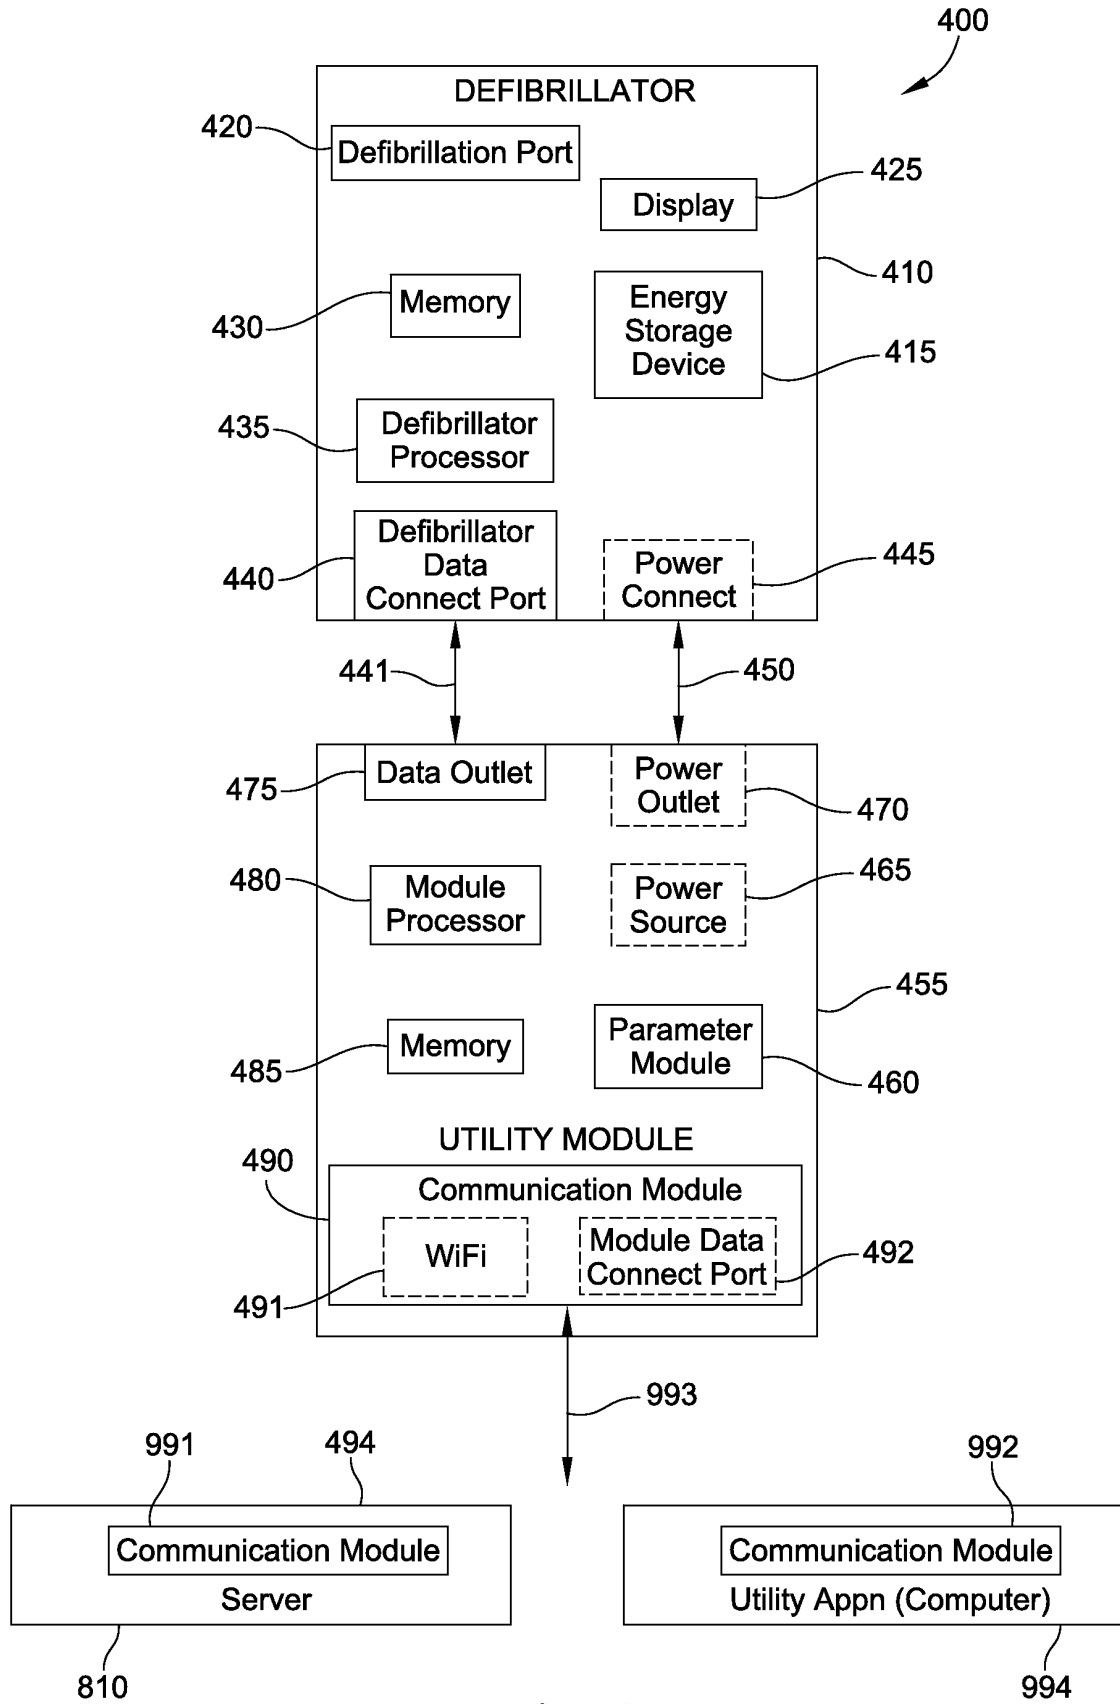 400
DEFIBRILLATOR
420
Defibrillation Port
425
Display
410
430
Memory
Energy
Storage
Device
415
435
Defibrillator
Processor
440
Defibrillator
Data
Connect Port
Power
Connect
445
441
450
475
Data Outlet
Power
Outlet
470
480
Module
Processor
Power
Source
465
455
485
Memory
Parameter
Module
460
UTILITY MODULE
490
Communication Module
WiFi
491
Module Data
Connect Port
492
993
991
494
992
Communication Module
Server
Communication Module
Utility Appn (Computer)
810
994